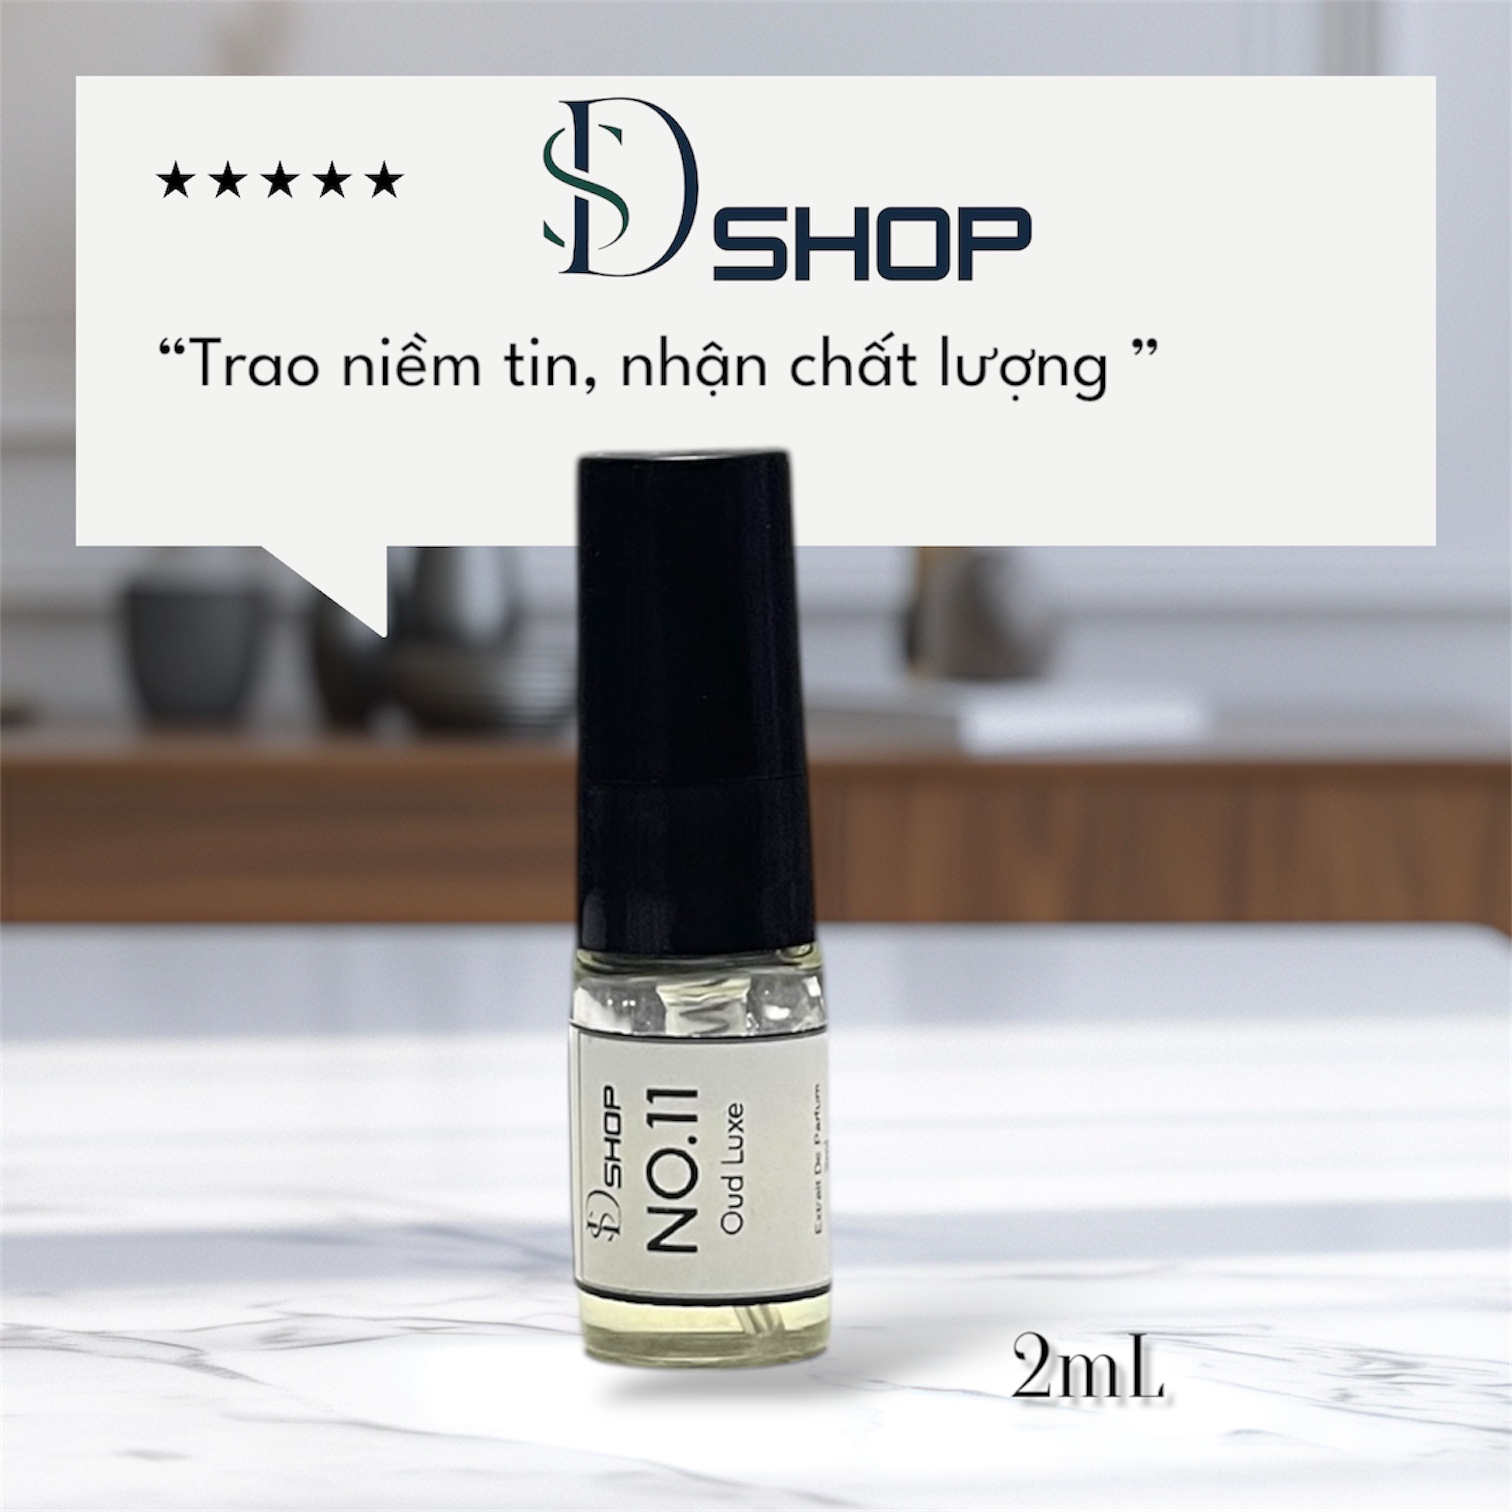 ★★★★★
SD SHOP
“Trao niềm tin, nhận chất lượng ”
SD SHOP
NO.11
Oud Luxe
Extrait De Parfum
2mL